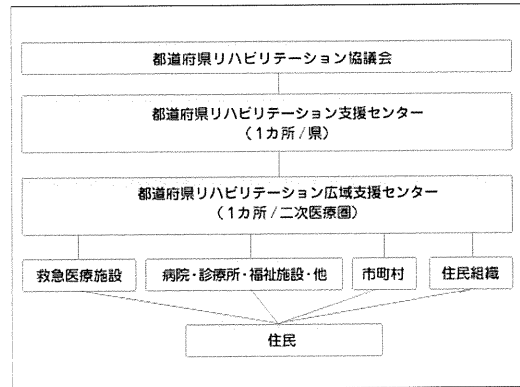 都道府県リハビリテーション協議会
都道府県リハビリテーション支援センター
(1カ所/県)
都道府県リハビリテーション広域支援センター
(1カ所/二次医療圏)
救急医療施設
病院・診療所・福祉施設・他
市町村
住民組織
住民